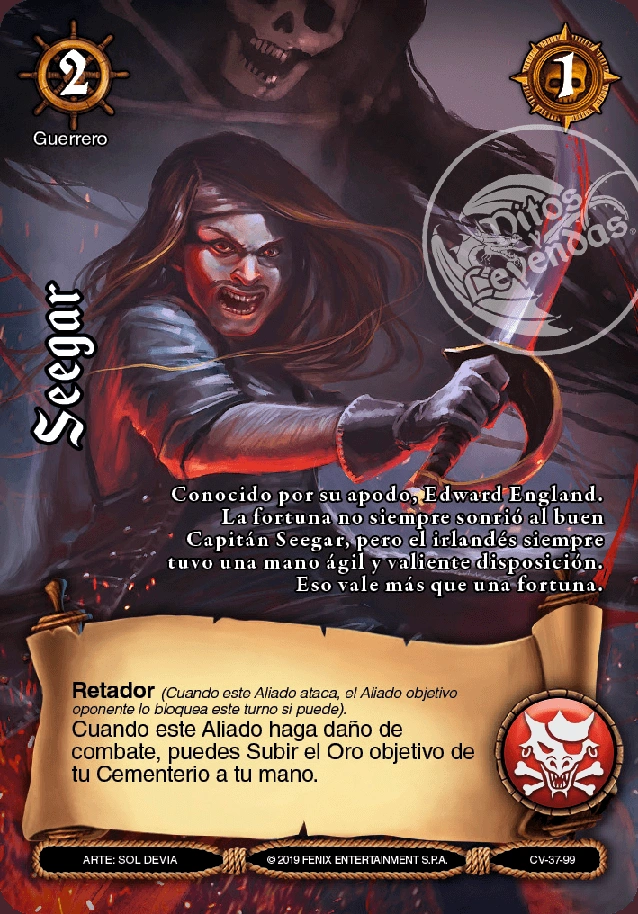 2
1
Guerrero
Mitos
y
Leyendas
®
Seegar
Conocido por su apodo, Edward England.
La fortuna no siempre sonrió al buen
Capitán Seegar, pero el irlandés siempre
tuvo una mano ágil y valiente disposición.
Eso vale más que una fortuna.
Retador (Cuando este Aliado ataca, el Aliado objetivo
oponente lo bloquea este turno si puede).
Cuando este Aliado haga daño de
combate, puedes Subir el Oro objetivo de
tu Cementerio a tu mano.
ARTE: SOL DEVIA
© 2019 FENIX ENTERTAINMENT S.P.A.
CV-37-99